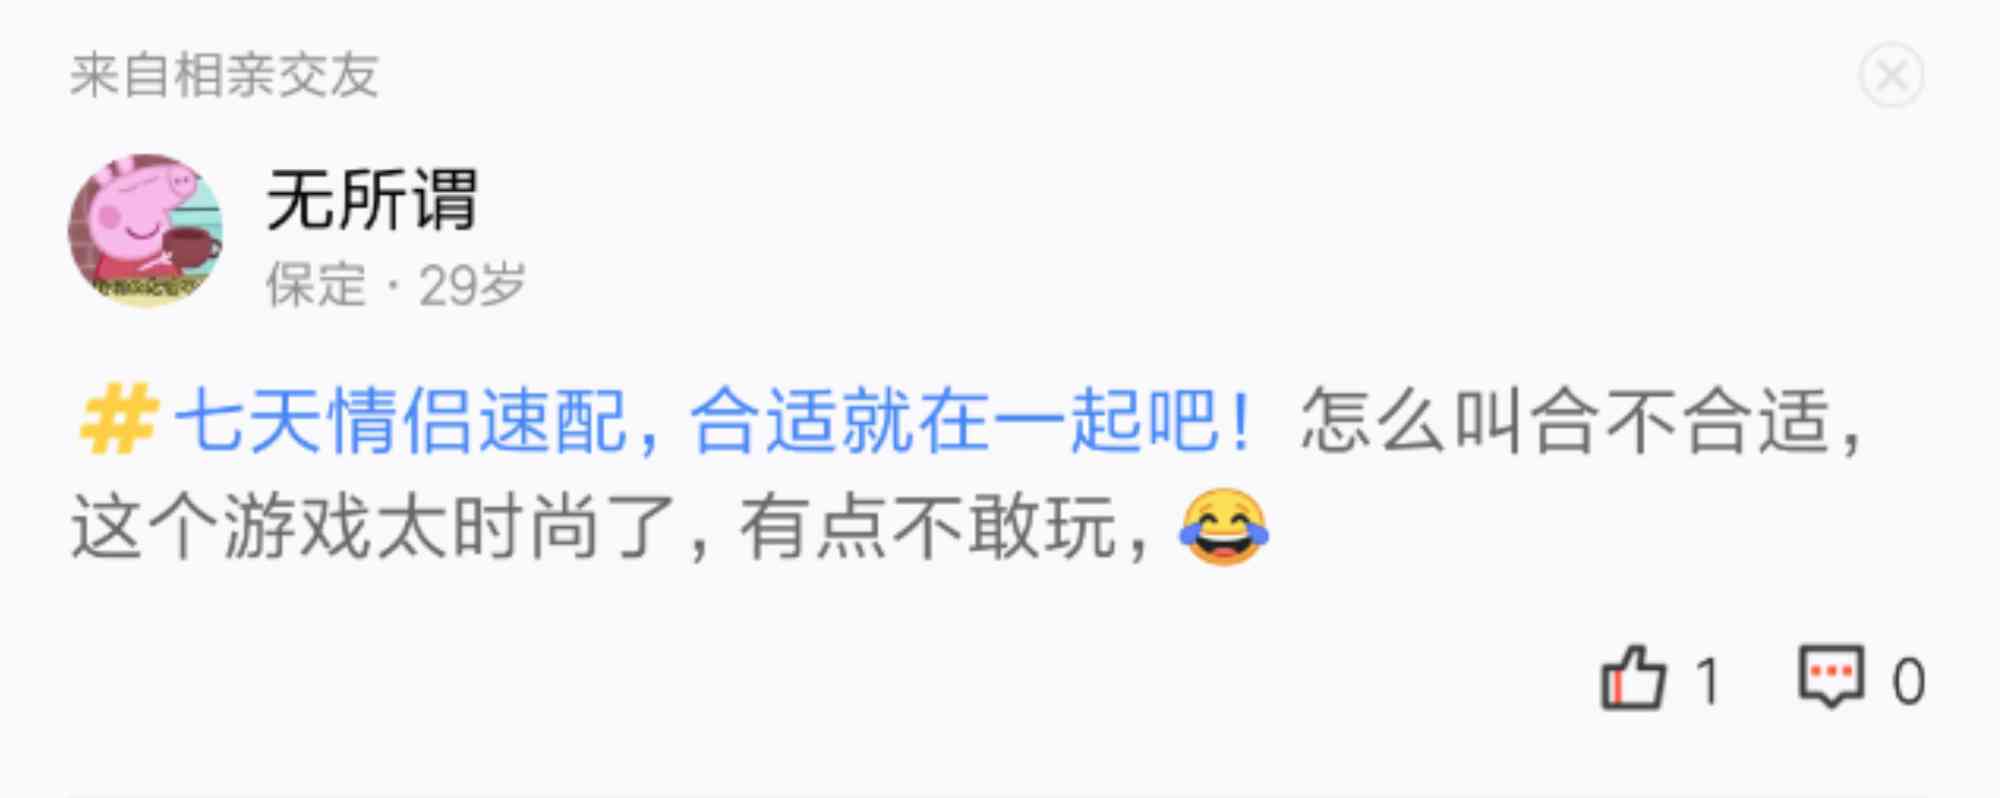 来自相亲交友
无所谓
保定 · 29岁
#七天情侣速配，合适就在一起吧！ 怎么叫合不合适，
这个游戏太时尚了，有点不敢玩，😂
1 0